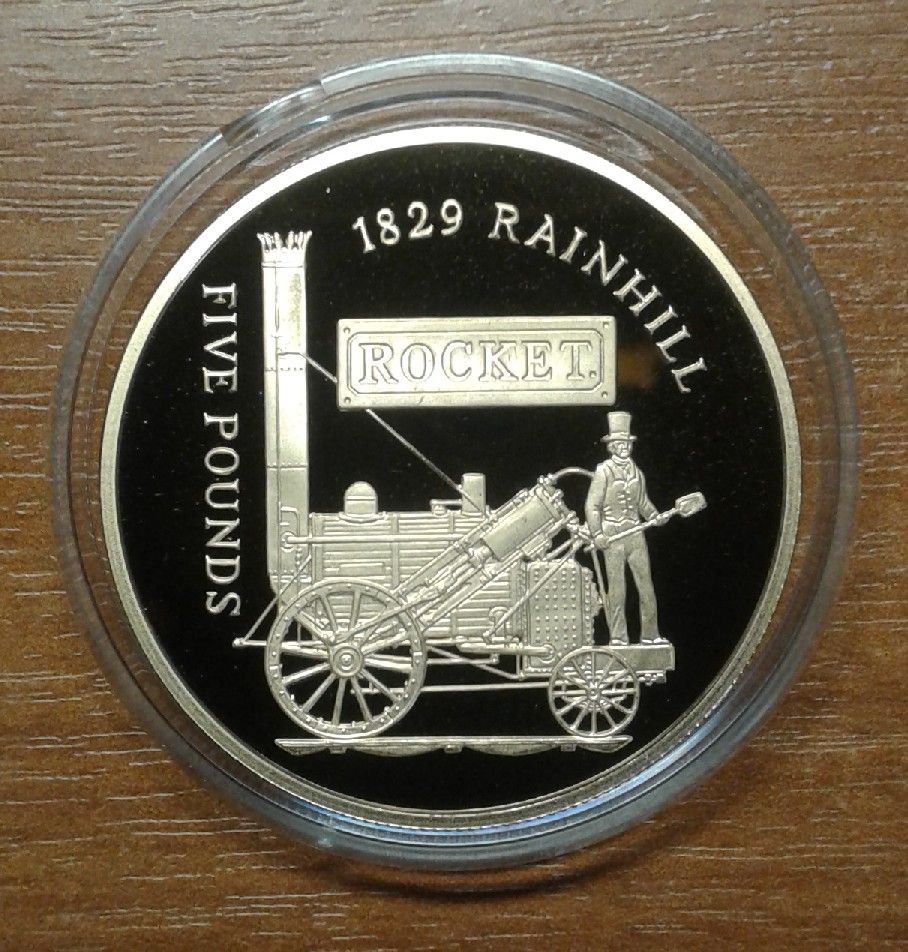 1829 RAINHILL
ROCKET.
FIVE POUNDS